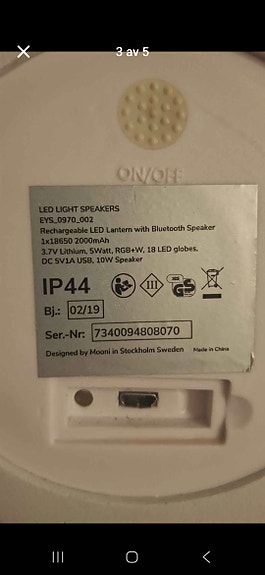 3 av 5
ON/OFF
LED LIGHT SPEAKERS
EYS_0970_002
Rechargeable LED Lantern with Bluetooth Speaker
1x18650 2000mAh
3.7V Lithium, 5Watt, RGB+W, 18 LED globes,
DC 5V1A USB, 10W Speaker
IP44
III
GS
Bj.: 02/19
Ser.-Nr: 7340094808070
Designed by Mooni in Stockholm Sweden Made in China